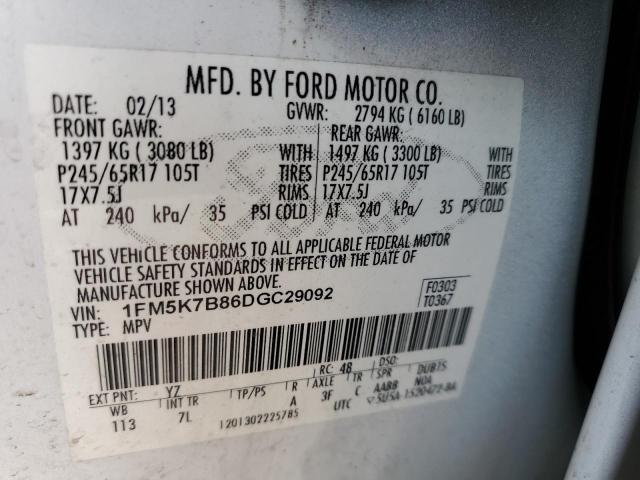 MFD. BY FORD MOTOR CO.
DATE: 02/13 GVWR: 2794 KG ( 6160 LB)
FRONT GAWR: REAR GAWR:
1397 KG ( 3080 LB) WITH 1497 KG ( 3300 LB) WITH
P245/65R17 105T TIRES P245/65R17 105T TIRES
17X7.5J RIMS 17X7.5J RIMS
AT 240 kPa/ 35 PSI COLD AT 240 kPa/ 35 PSI COLD
THIS VEHICLE CONFORMS TO ALL APPLICABLE FEDERAL MOTOR
VEHICLE SAFETY STANDARDS IN EFFECT ON THE DATE OF
MANUFACTURE SHOWN ABOVE.
VIN: 1FM5K7B86DGC29092 F0303
TYPE: MPV T0367
EXT PNT: YZ RC: 48 DSO:
WB INT TR TP/PS R AXLE TR SPR DUBTS
113 7L A 3F C AABB N0A
1201302225785 UTC